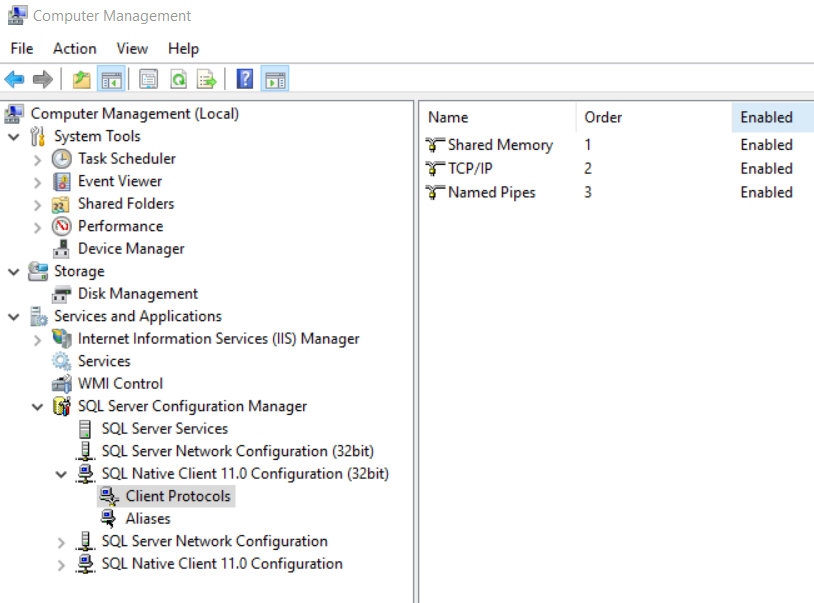 Computer Management
File Action View Help
Computer Management (Local)
System Tools
Task Scheduler
Event Viewer
Shared Folders
Performance
Device Manager
Storage
Disk Management
Services and Applications
Internet Information Services (IIS) Manager
Services
WMI Control
SQL Server Configuration Manager
SQL Server Services
SQL Server Network Configuration (32bit)
SQL Native Client 11.0 Configuration (32bit)
Client Protocols
Aliases
SQL Server Network Configuration
SQL Native Client 11.0 Configuration
Name Order Enabled
Shared Memory 1 Enabled
TCP/IP 2 Enabled
Named Pipes 3 Enabled